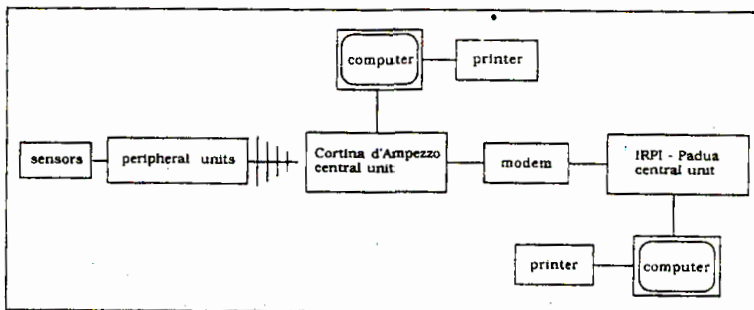 computer
printer
sensors
peripheral units
Cortina d'Ampezzo
central unit
modem
IRPI - Padua
central unit
printer
computer